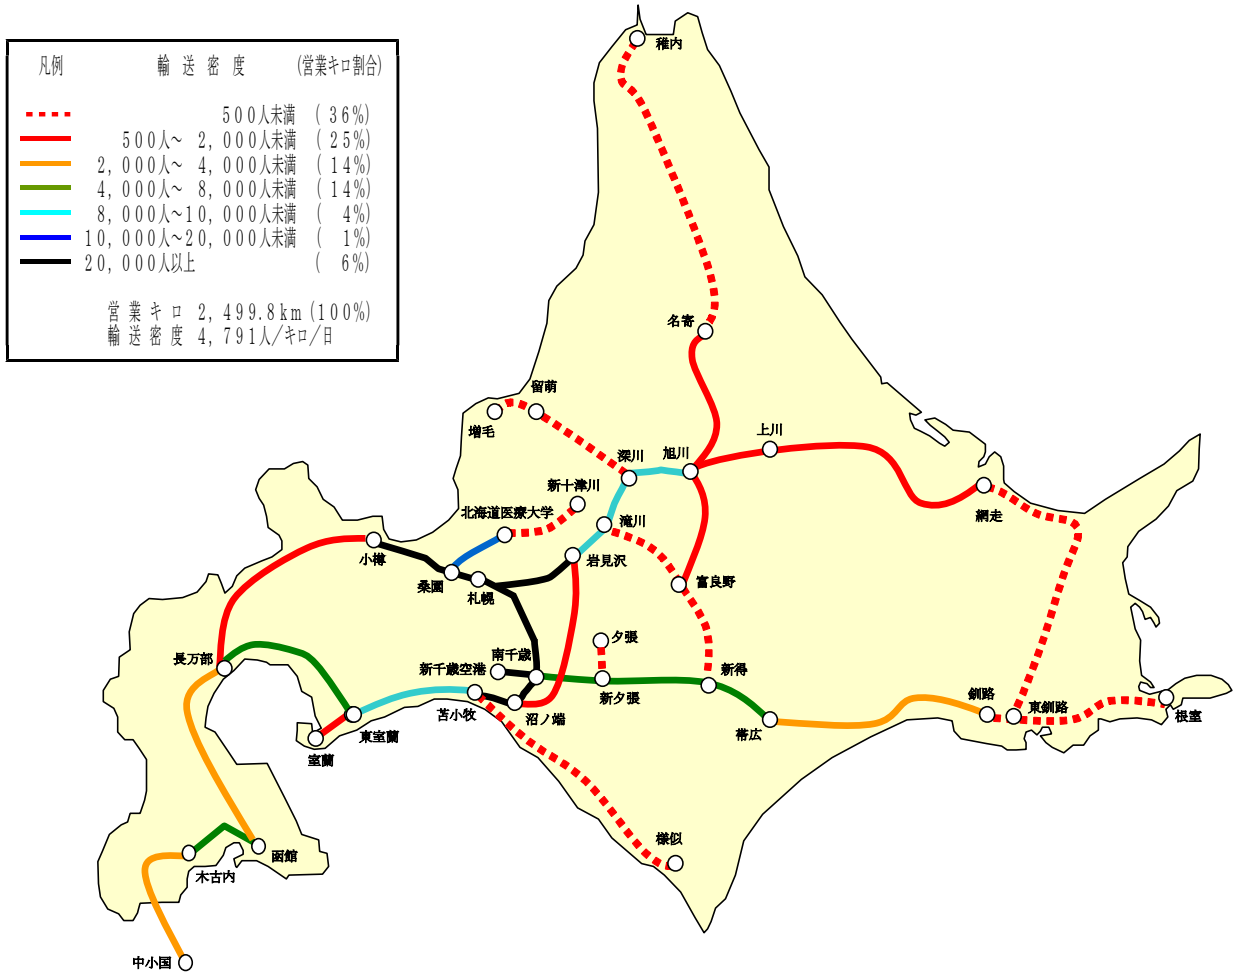 凡例 輸送密度 (営業キロ割合)
500人未満 ( 36%)
500人～ 2,000人未満 ( 25%)
2,000人～ 4,000人未満 ( 14%)
4,000人～ 8,000人未満 ( 14%)
8,000人～10,000人未満 ( 4%)
10,000人～20,000人未満 ( 1%)
20,000人以上 ( 6%)
営業キロ 2,499.8km(100%)
輸送密度 4,791人/キロ/日
稚内
名寄
留萌
増毛
上川
旭川
深川
新十津川
北海道医療大学
滝川
網走
小樽
岩見沢
桑園
札幌
富良野
夕張
南千歳
長万部
新千歳空港
新得
新夕張
釧路
東釧路
根室
苫小牧
沼ノ端
帯広
東室蘭
室蘭
様似
函館
木古内
中小国